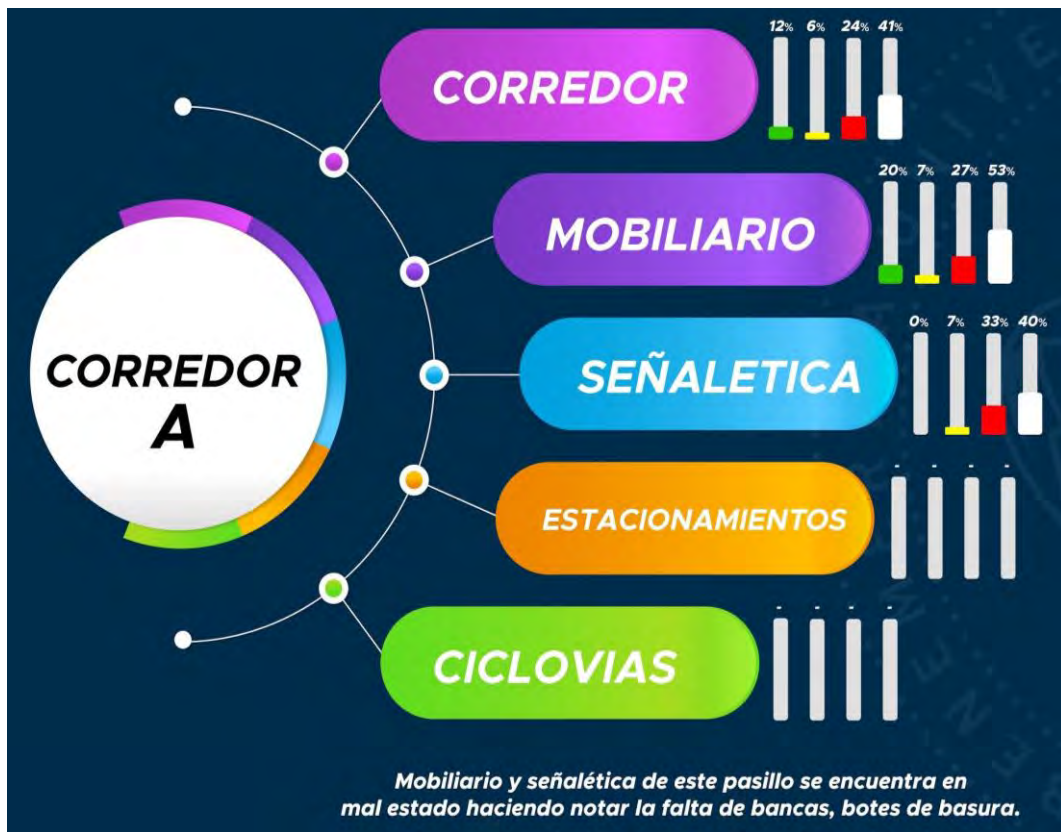 12% 6% 24% 41%
CORREDOR
20% 7% 27% 53%
MOBILIARIO
0% 7% 33% 40%
SEÑALETICA
CORREDOR
A
- - - -
ESTACIONAMIENTOS
- - - -
CICLOVIAS
Mobiliario y señalética de este pasillo se encuentra en
mal estado haciendo notar la falta de bancas, botes de basura.